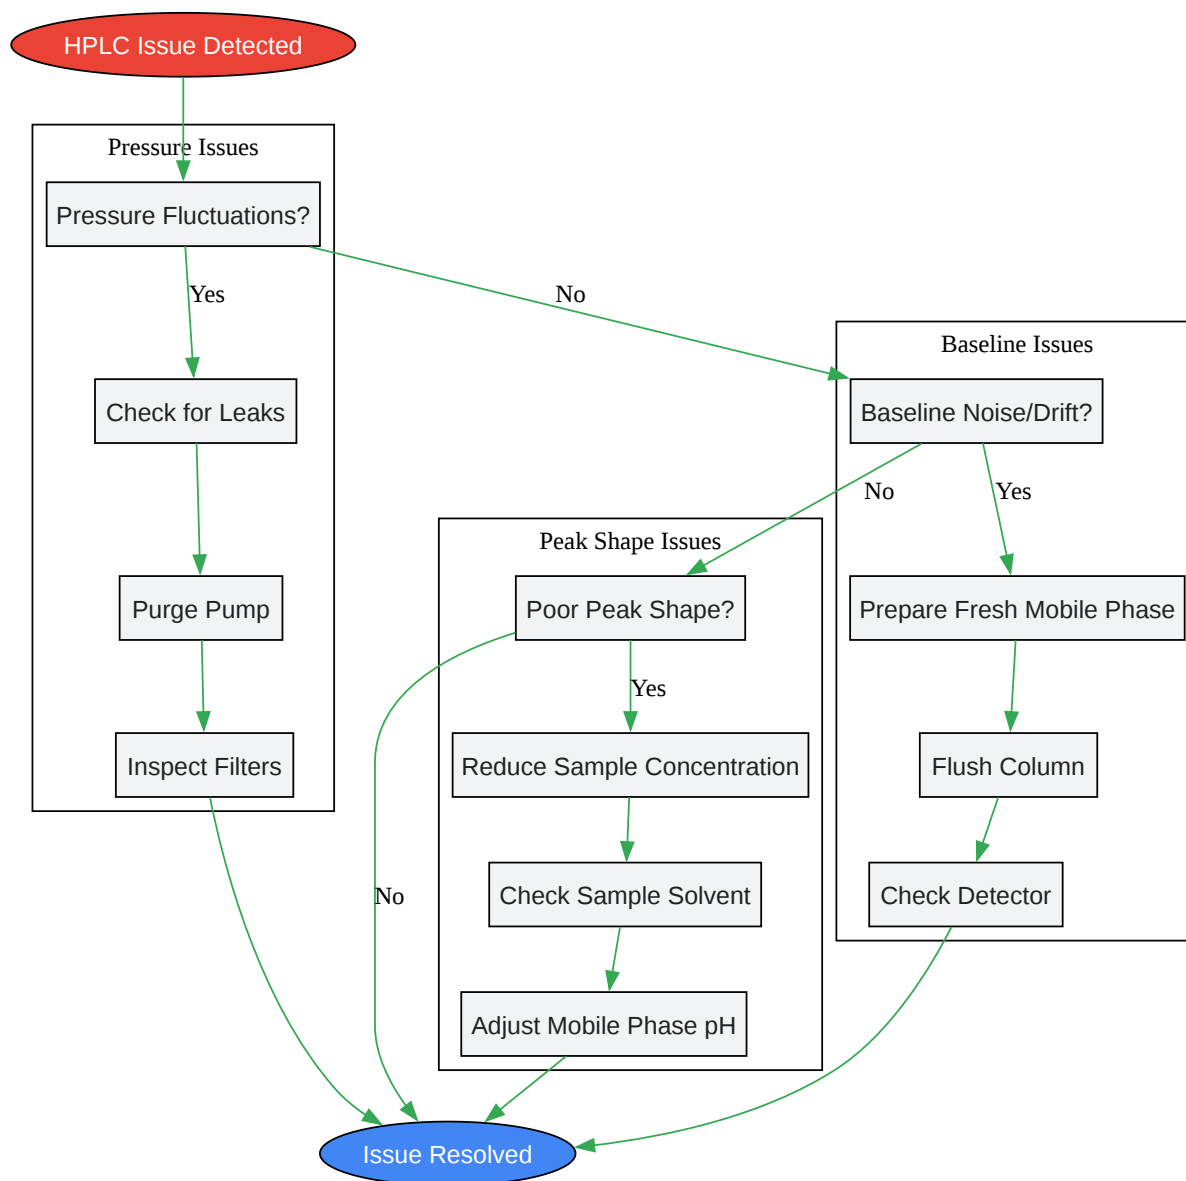 HPLC Issue Detected
Pressure Issues
Pressure Fluctuations?
Yes
No
Check for Leaks
Purge Pump
Inspect Filters
Baseline Issues
Baseline Noise/Drift?
No
Yes
Prepare Fresh Mobile Phase
Flush Column
Check Detector
Peak Shape Issues
Poor Peak Shape?
Yes
No
Reduce Sample Concentration
Check Sample Solvent
Adjust Mobile Phase pH
Issue Resolved